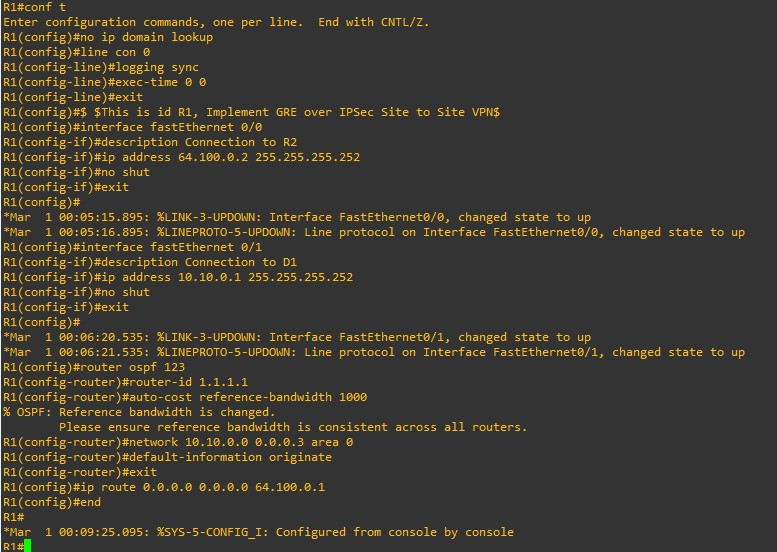 R1#conf t
Enter configuration commands, one per line.  End with CNTL/Z.
R1(config)#no ip domain lookup
R1(config)#line con 0
R1(config-line)#logging sync
R1(config-line)#exec-time 0 0
R1(config-line)#exit
R1(config)#$ $This is id R1, Implement GRE over IPSec Site to Site VPN$
R1(config)#interface fastEthernet 0/0
R1(config-if)#description Connection to R2
R1(config-if)#ip address 64.100.0.2 255.255.255.252
R1(config-if)#no shut
R1(config-if)#exit
R1(config)#
*Mar  1 00:05:15.895: %LINK-3-UPDOWN: Interface FastEthernet0/0, changed state to up
*Mar  1 00:05:16.895: %LINEPROTO-5-UPDOWN: Line protocol on Interface FastEthernet0/0, changed state to up
R1(config)#interface fastEthernet 0/1
R1(config-if)#description Connection to D1
R1(config-if)#ip address 10.10.0.1 255.255.255.252
R1(config-if)#no shut
R1(config-if)#exit
R1(config)#
*Mar  1 00:06:20.535: %LINK-3-UPDOWN: Interface FastEthernet0/1, changed state to up
*Mar  1 00:06:21.535: %LINEPROTO-5-UPDOWN: Line protocol on Interface FastEthernet0/1, changed state to up
R1(config)#router ospf 123
R1(config-router)#router-id 1.1.1.1
R1(config-router)#auto-cost reference-bandwidth 1000
% OSPF: Reference bandwidth is changed.
        Please ensure reference bandwidth is consistent across all routers.
R1(config-router)#network 10.10.0.0 0.0.0.3 area 0
R1(config-router)#default-information originate
R1(config-router)#exit
R1(config)#ip route 0.0.0.0 0.0.0.0 64.100.0.1
R1(config)#end
R1#
*Mar  1 00:09:25.095: %SYS-5-CONFIG_I: Configured from console by console
R1#